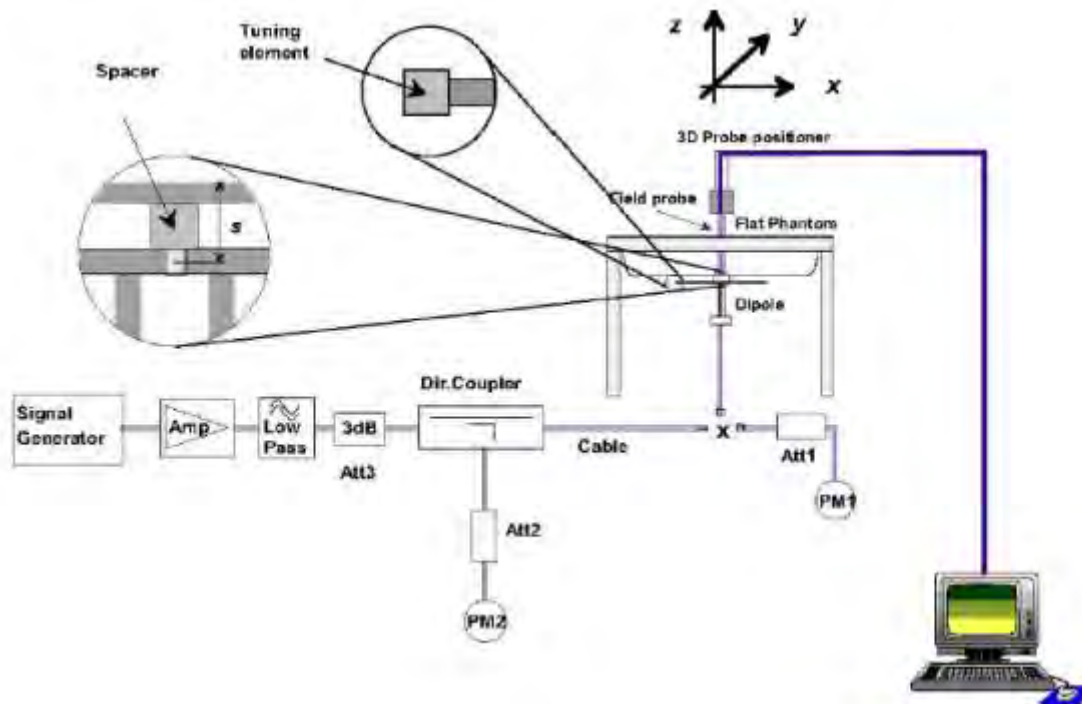 Tuning
element
z
y
x
Spacer
3D Probe positioner
Field probe
Flat Phantom
s
Dipole
Dir.Coupler
Signal
Generator
Amp
Low
Pass
3dB
Att3
Cable
x
Att1
PM1
Att2
PM2